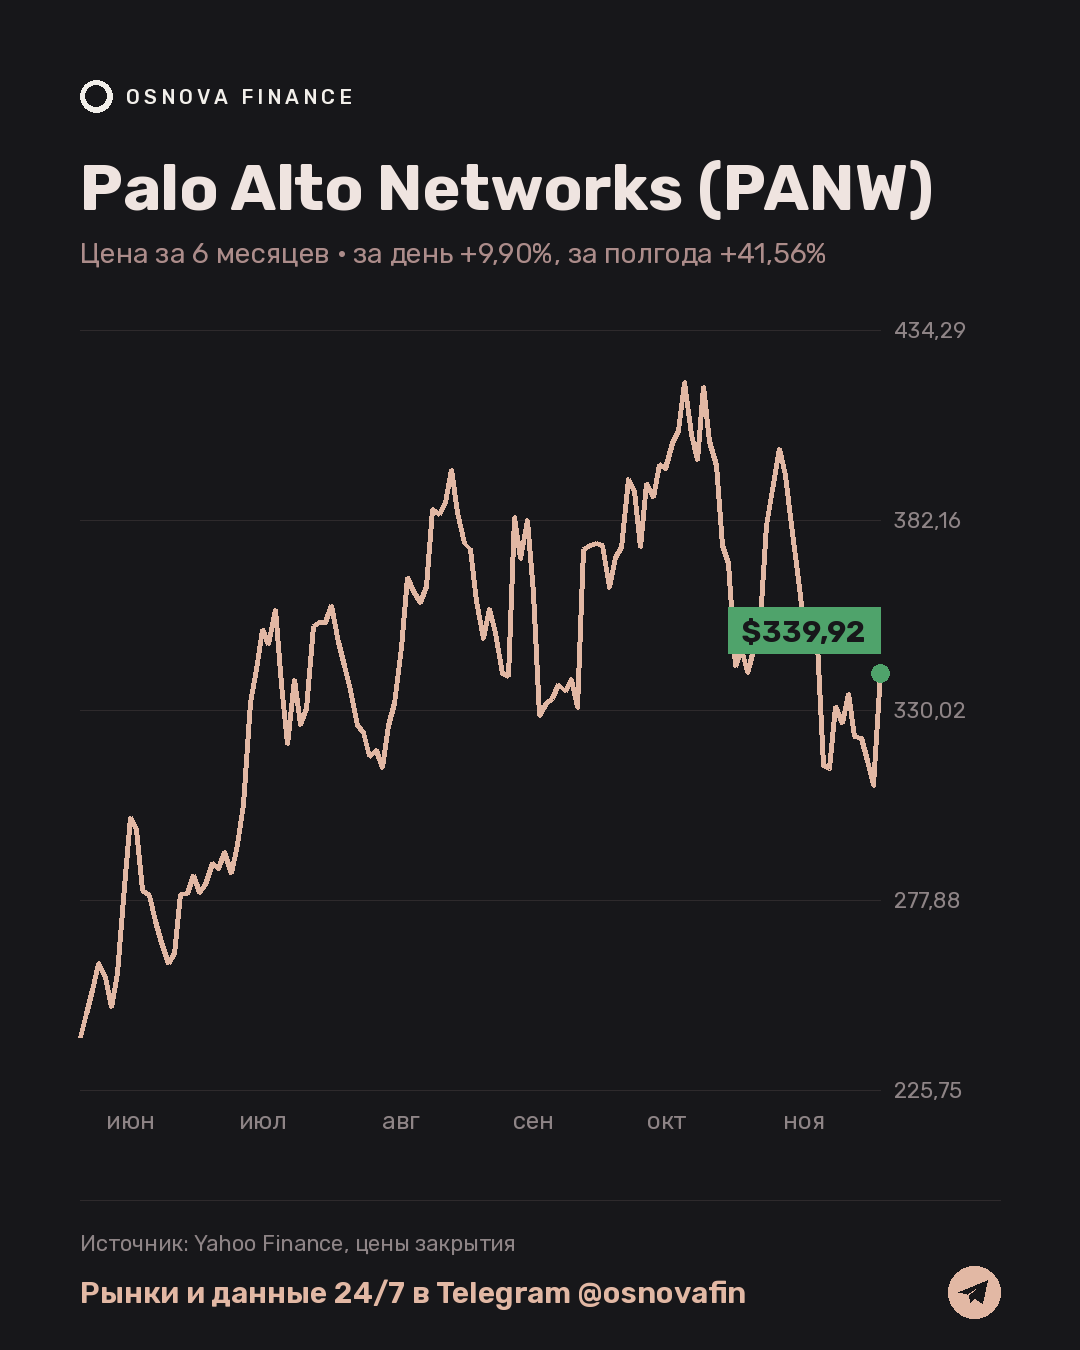 OSNOVA FINANCE
Palo Alto Networks (PANW)
Цена за 6 месяцев • за день +9,90%, за полгода +41,56%
434,29
382,16
$339,92
330,02
277,88
225,75
июн июл авг сен окт ноя
Источник: Yahoo Finance, цены закрытия
Рынки и данные 24/7 в Telegram @osnovafin